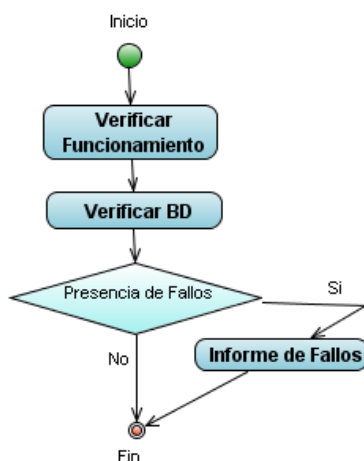 Inicio
Verificar
Funcionamiento
Verificar BD
Presencia de Fallos
Si
Informe de Fallos
No
Fin